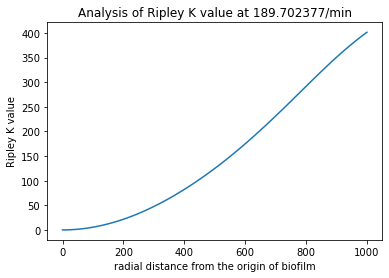 Analysis of Ripley K value at 189.702377/min
400
350
300
250
200
150
100
50
0
Ripley K value
0 200 400 600 800 1000
radial distance from the origin of biofilm